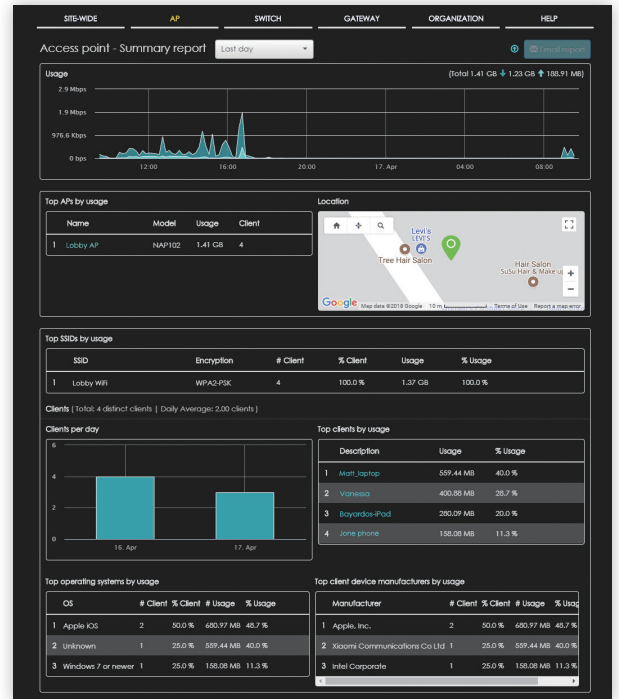 SITE-WIDE AP SWITCH GATEWAY ORGANIZATION HELP
Access point - Summary report Last day Email report
Usage (Total 1.41 GB 1.23 GB 188.91 MB)
2.9 Mbps
1.9 Mbps
976.6 Kbps
0 bps
12:00 16:00 20:00 17. Apr 04:00 08:00
Top APs by usage
Name Model Usage Client
1 Lobby AP NAP102 1.41 GB 4
Location
Levi's
LEVI'S
Tree Hair Salon
Hair Salon
SuSu Hair & Make up
+
−
Google Map data ©2018 Google 10 m Terms of Use Report a map error
Top SSIDs by usage
SSID Encryption # Client % Client Usage % Usage
1 Lobby WiFi WPA2-PSK 4 100.0 % 1.37 GB 100.0 %
Clients ( Total: 4 distinct clients | Daily Average: 2.00 clients )
Clients per day
6
4
2
0
16. Apr 17. Apr
Top clients by usage
Description Usage % Usage
1 Matt_laptop 559.44 MB 40.0 %
2 Vanessa 400.88 MB 28.7 %
3 Bayardos-iPad 280.09 MB 20.0 %
4 Jone phone 158.08 MB 11.3 %
Top operating systems by usage
OS # Client % Client # Usage % Usage
1 Apple iOS 2 50.0 % 680.97 MB 48.7 %
2 Unknown 1 25.0 % 559.44 MB 40.0 %
3 Windows 7 or newer 1 25.0 % 158.08 MB 11.3 %
Top client device manufacturers by usage
Manufacturer # Client % Client # Usage % Usag
1 Apple, Inc. 2 50.0 % 680.97 MB 48.7 %
2 Xiaomi Communications Co Ltd 1 25.0 % 559.44 MB 40.0 %
3 Intel Corporate 1 25.0 % 158.08 MB 11.3 %